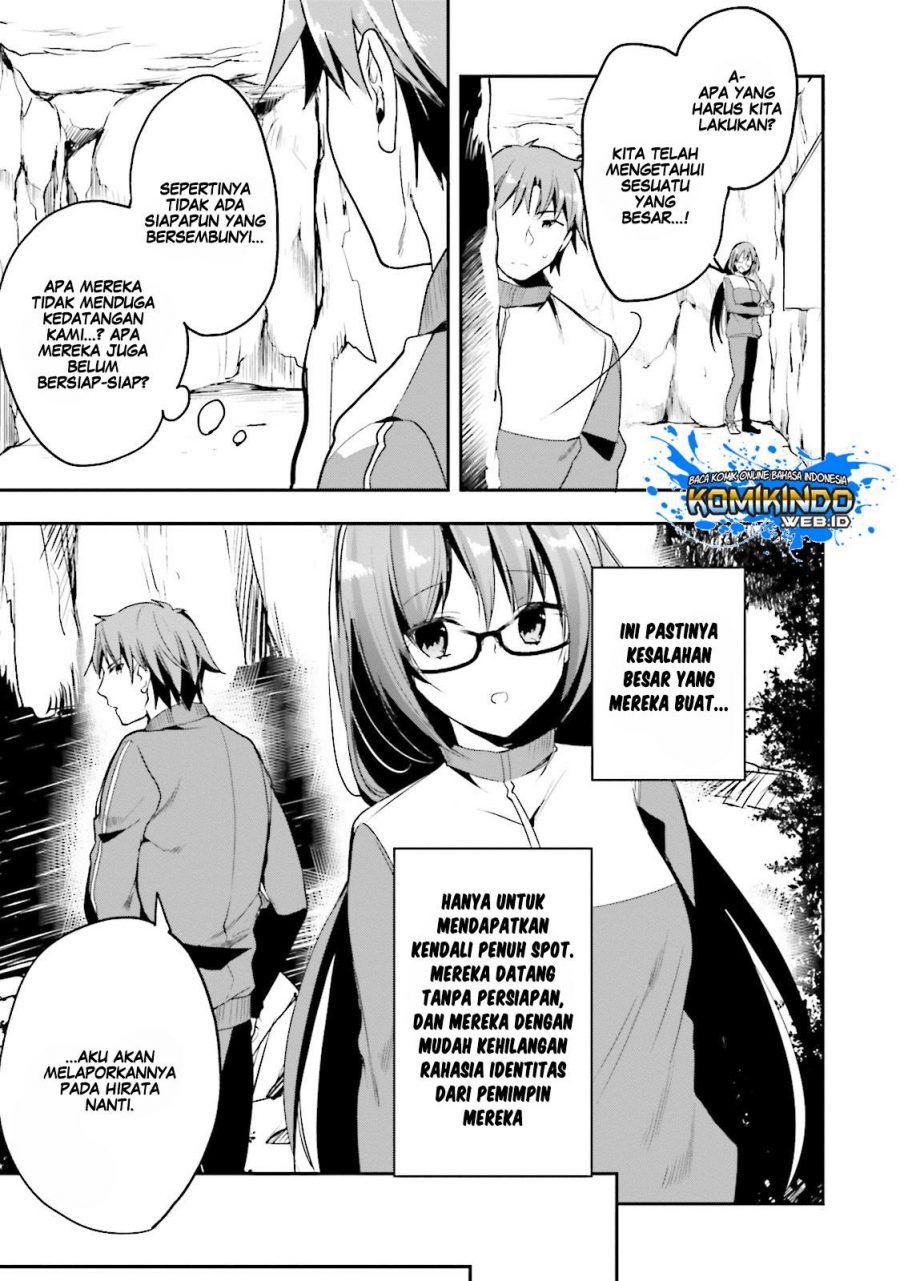 A-
APA YANG
HARUS KITA
LAKUKAN?
KITA TELAH
MENGETAHUI
SESUATU
YANG
BESAR...!
SEPERTINYA
TIDAK ADA
SIAPAPUN YANG
BERSEMBUNYI...
APA MEREKA
TIDAK MENDUGA
KEDATANGAN
KAMI...? APA
MEREKA JUGA
BELUM
BERSIAP-SIAP?
BACA KOMIK ONLINE BAHASA INDONESIA
KOMIKINDO
WEB.ID
INI PASTINYA
KESALAHAN
BESAR YANG
MEREKA BUAT...
HANYA UNTUK
MENDAPATKAN
KENDALI PENUH SPOT.
MEREKA DATANG
TANPA PERSIAPAN,
DAN MEREKA DENGAN
MUDAH KEHILANGAN
RAHASIA IDENTITAS
DARI PEMIMPIN
MEREKA
...AKU AKAN
MELAPORKANNYA
PADA HIRATA
NANTI.